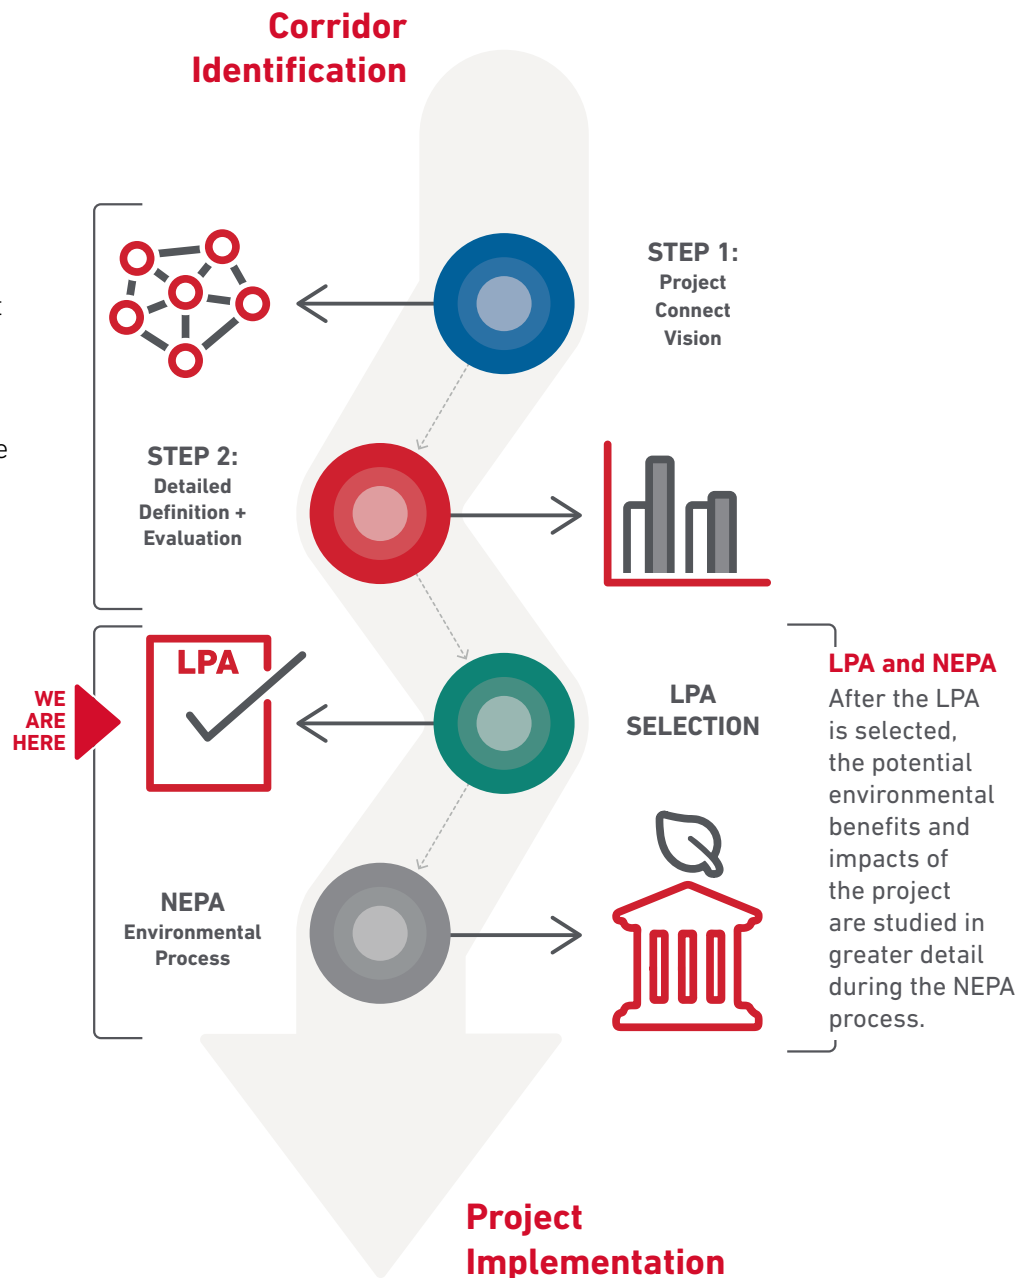 Corridor
Identification
STEP 1:
Project
Connect
Vision
STEP 2:
Detailed
Definition +
Evaluation
LPA
WE
ARE
HERE
LPA
SELECTION
LPA and NEPA
After the LPA
is selected,
the potential
environmental
benefits and
impacts of
the project
are studied in
greater detail
during the NEPA
process.
NEPA
Environmental
Process
Project
Implementation